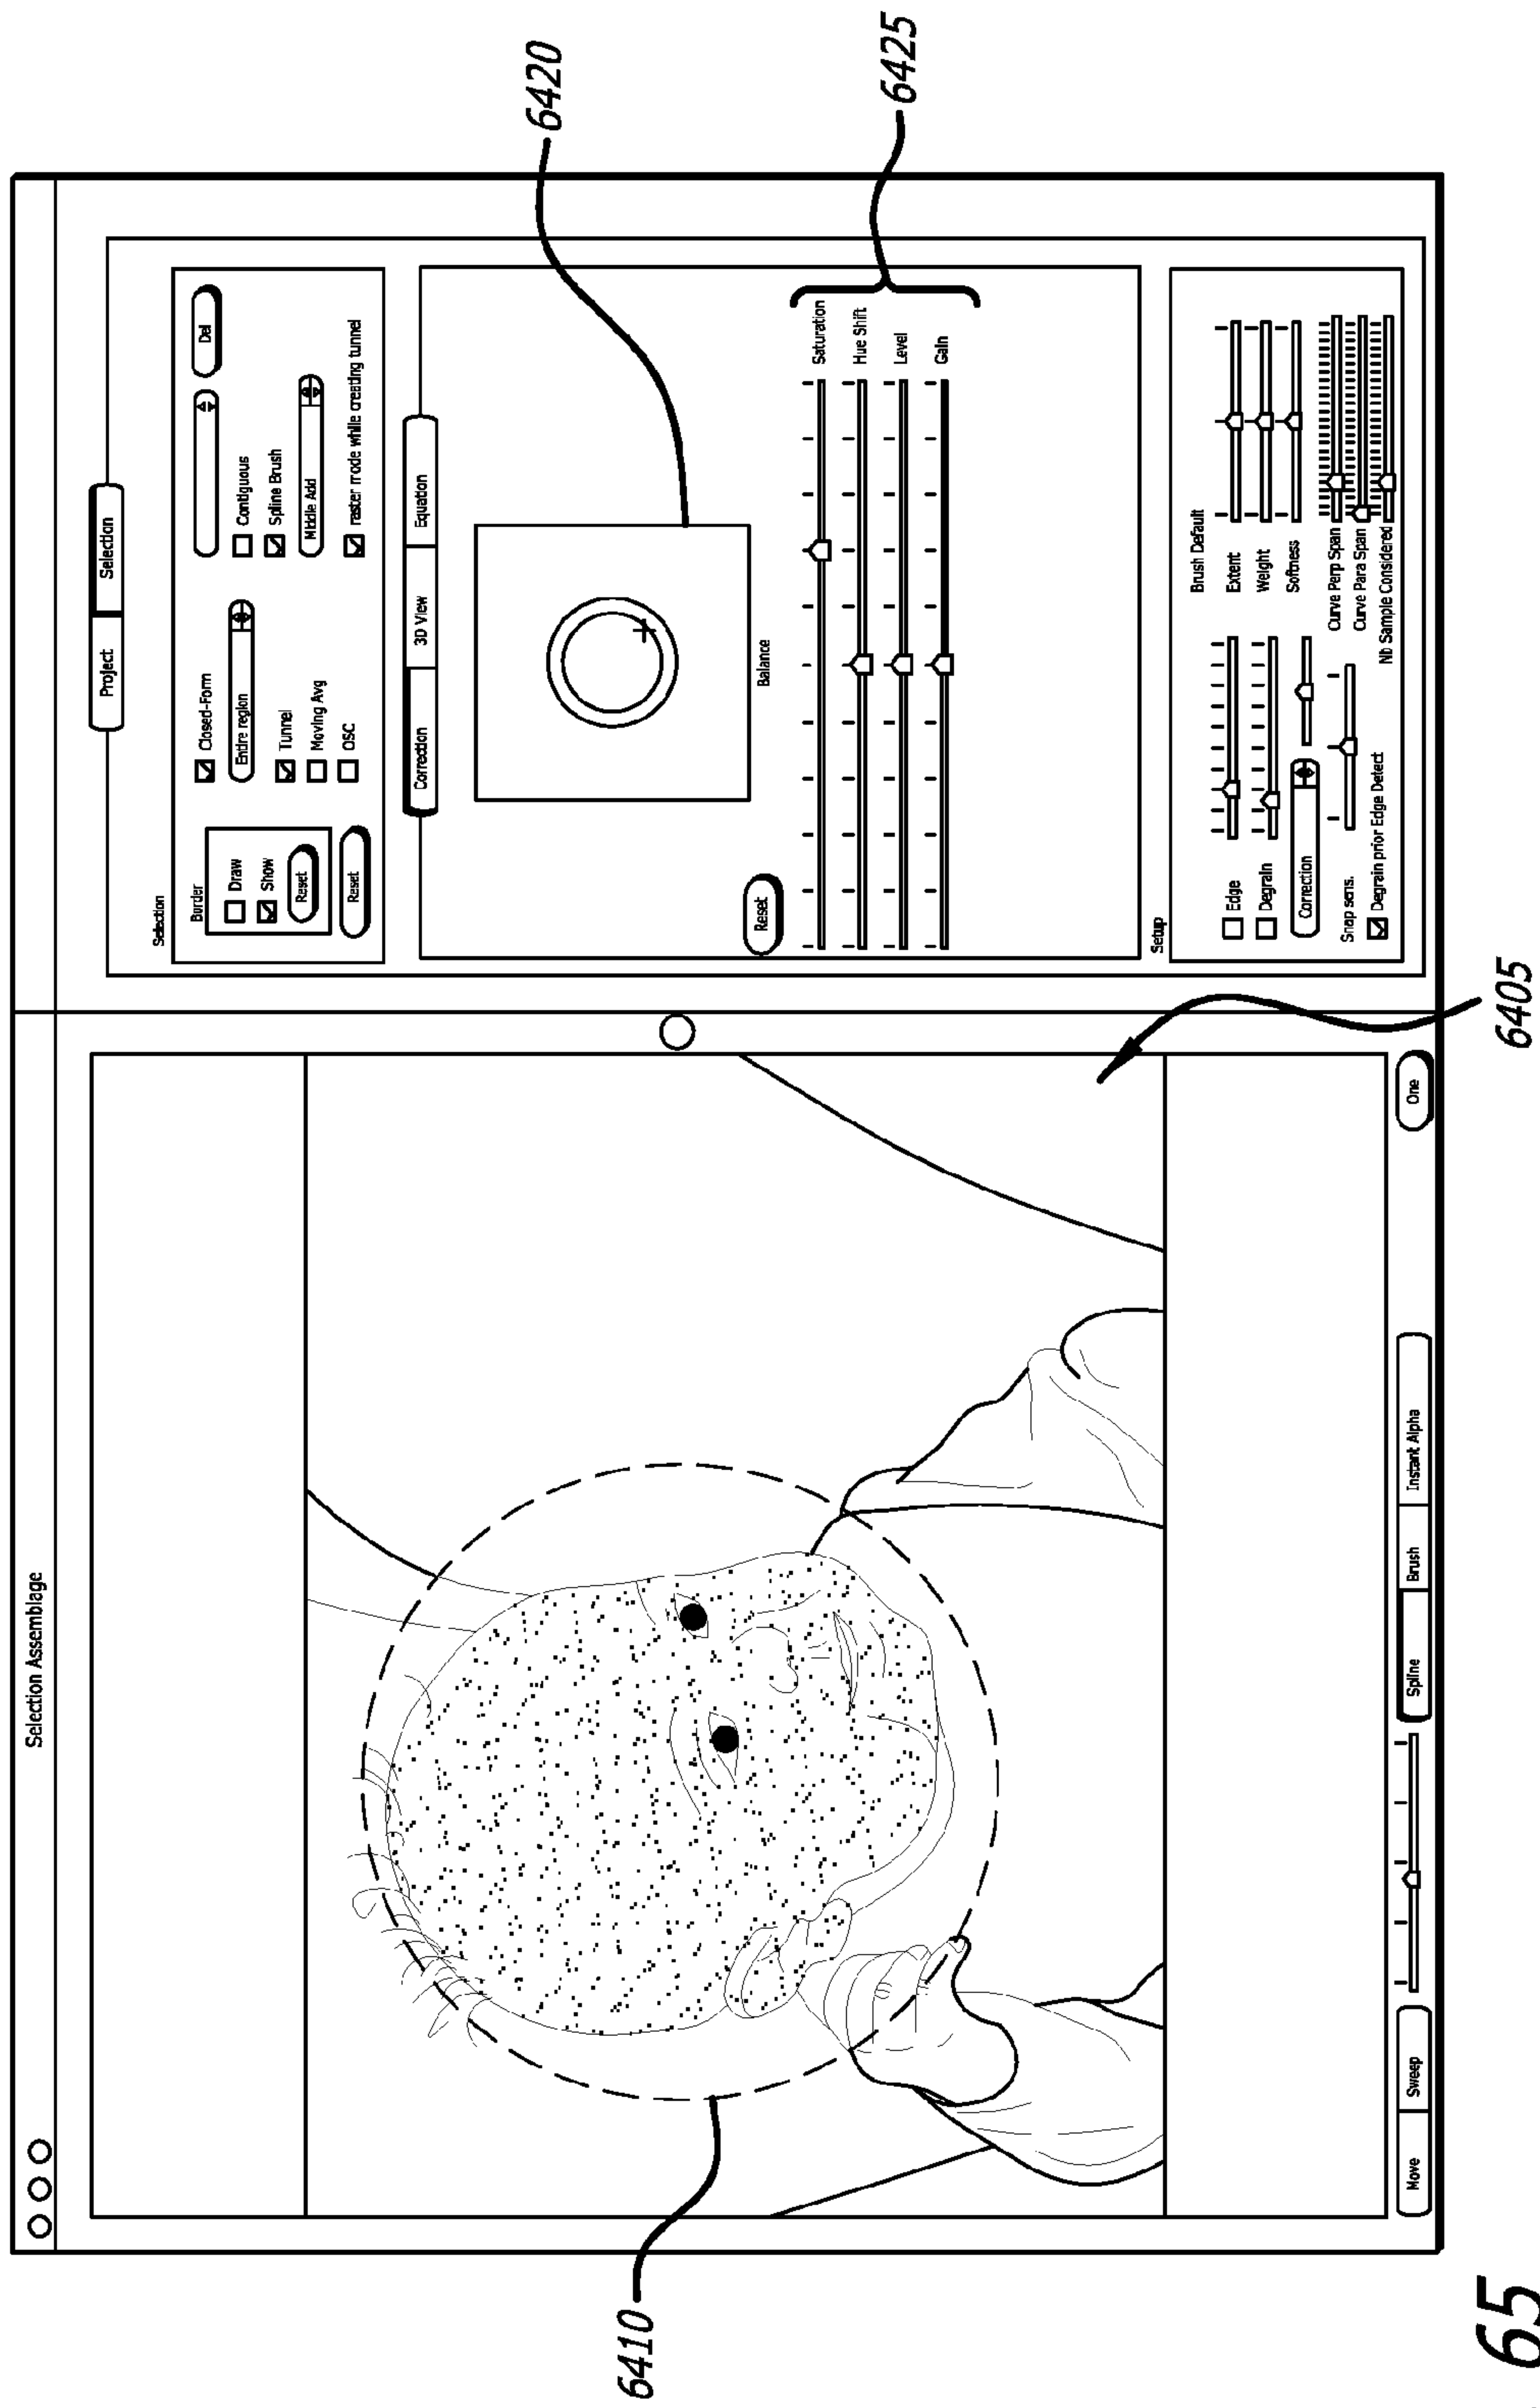 Selection Assemblage
Project
Selection
Selection
Border
Draw
Show
Reset
Reset
Closed-Form
Entire region
Tunnel
Moving Avg
OSC
Del
Contiguous
Spline Brush
Middle Add
raster mode while creating tunnel
Correction
3D View
Equation
Balance
Reset
Saturation
Hue Shift
Level
Gain
Setup
Edge
Degrain
Correction
Snap sens.
Degrain prior Edge Detect
Brush Default
Extent
Weight
Softness
Curve Perp Span
Curve Para Span
Nb Sample Considered
Move
Sweep
Spline
Brush
Instant Alpha
One
6410
6420
6425
6405
65